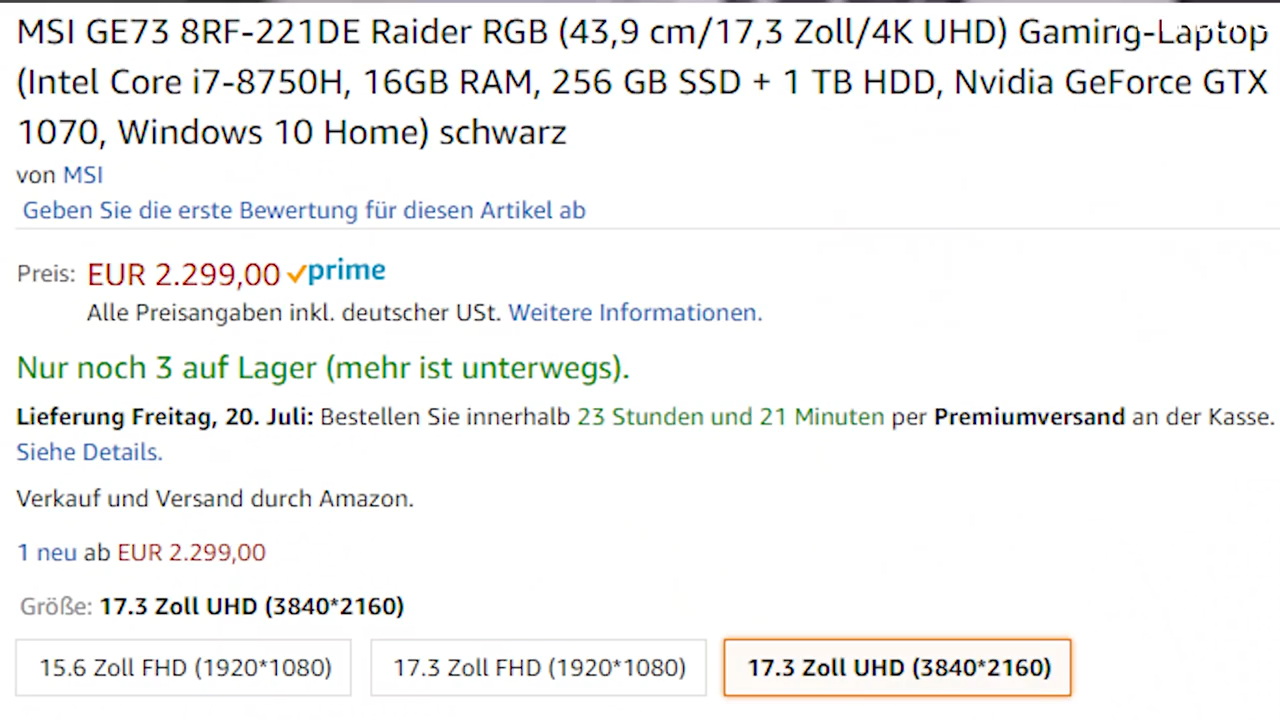 MSI GE73 8RF-221DE Raider RGB (43,9 cm/17,3 Zoll/4K UHD) Gaming-Laptop
(Intel Core i7-8750H, 16GB RAM, 256 GB SSD + 1 TB HDD, Nvidia GeForce GTX
1070, Windows 10 Home) schwarz
von MSI
Geben Sie die erste Bewertung für diesen Artikel ab
Preis: EUR 2.299,00 prime
Alle Preisangaben inkl. deutscher USt. Weitere Informationen.
Nur noch 3 auf Lager (mehr ist unterwegs).
Lieferung Freitag, 20. Juli: Bestellen Sie innerhalb 23 Stunden und 21 Minuten per Premiumversand an der Kasse.
Siehe Details.
Verkauf und Versand durch Amazon.
1 neu ab EUR 2.299,00
Größe: 17.3 Zoll UHD (3840*2160)
15.6 Zoll FHD (1920*1080) 17.3 Zoll FHD (1920*1080) 17.3 Zoll UHD (3840*2160)